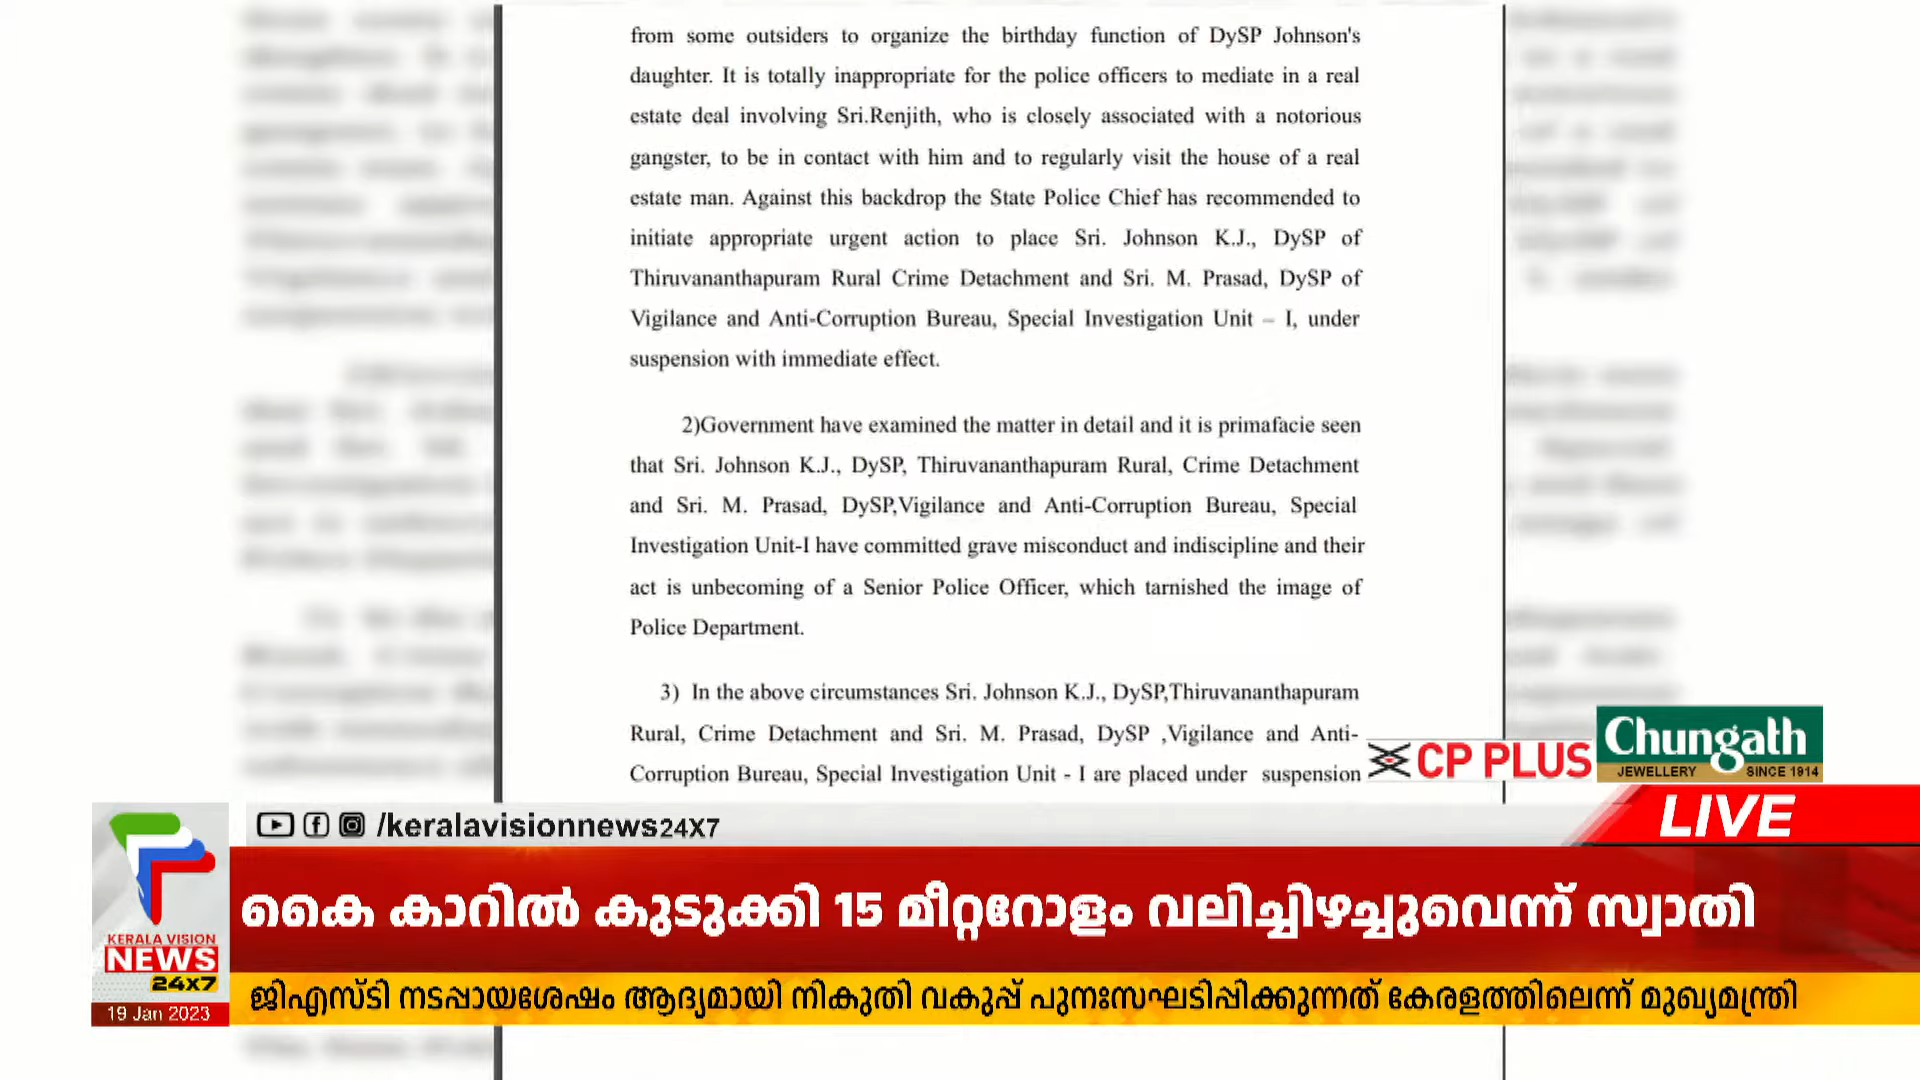 from some outsiders to organize the birthday function of DySP Johnson's
daughter. It is totally inappropriate for the police officers to mediate in a real
estate deal involving Sri.Renjith, who is closely associated with a notorious
gangster, to be in contact with him and to regularly visit the house of a real
estate man. Against this backdrop the State Police Chief has recommended to
initiate appropriate urgent action to place Sri. Johnson K.J., DySP of
Thiruvananthapuram Rural Crime Detachment and Sri. M. Prasad, DySP of
Vigilance and Anti-Corruption Bureau, Special Investigation Unit – I, under
suspension with immediate effect.
2)Government have examined the matter in detail and it is primafacie seen
that Sri. Johnson K.J., DySP, Thiruvananthapuram Rural, Crime Detachment
and Sri. M. Prasad, DySP,Vigilance and Anti-Corruption Bureau, Special
Investigation Unit-I have committed grave misconduct and indiscipline and their
act is unbecoming of a Senior Police Officer, which tarnished the image of
Police Department.
3) In the above circumstances Sri. Johnson K.J., DySP,Thiruvananthapuram
Rural, Crime Detachment and Sri. M. Prasad, DySP ,Vigilance and Anti-
Corruption Bureau, Special Investigation Unit - I are placed under suspension
CP PLUS
Chungath
JEWELLERY SINCE 1914
LIVE
/keralavisionnews24X7
കൈ കാറിൽ കുടുക്കി 15 മീറ്ററോളം വലിച്ചിഴച്ചുവെന്ന് സ്വാതി
KERALA VISION
NEWS
24x7
19 Jan 2023
ജിഎസ്ടി നടപ്പായശേഷം ആദ്യമായി നികുതി വകുപ്പ് പുനഃസഘടിപ്പിക്കുന്നത് കേരളത്തിലെന്ന് മുഖ്യമന്ത്രി